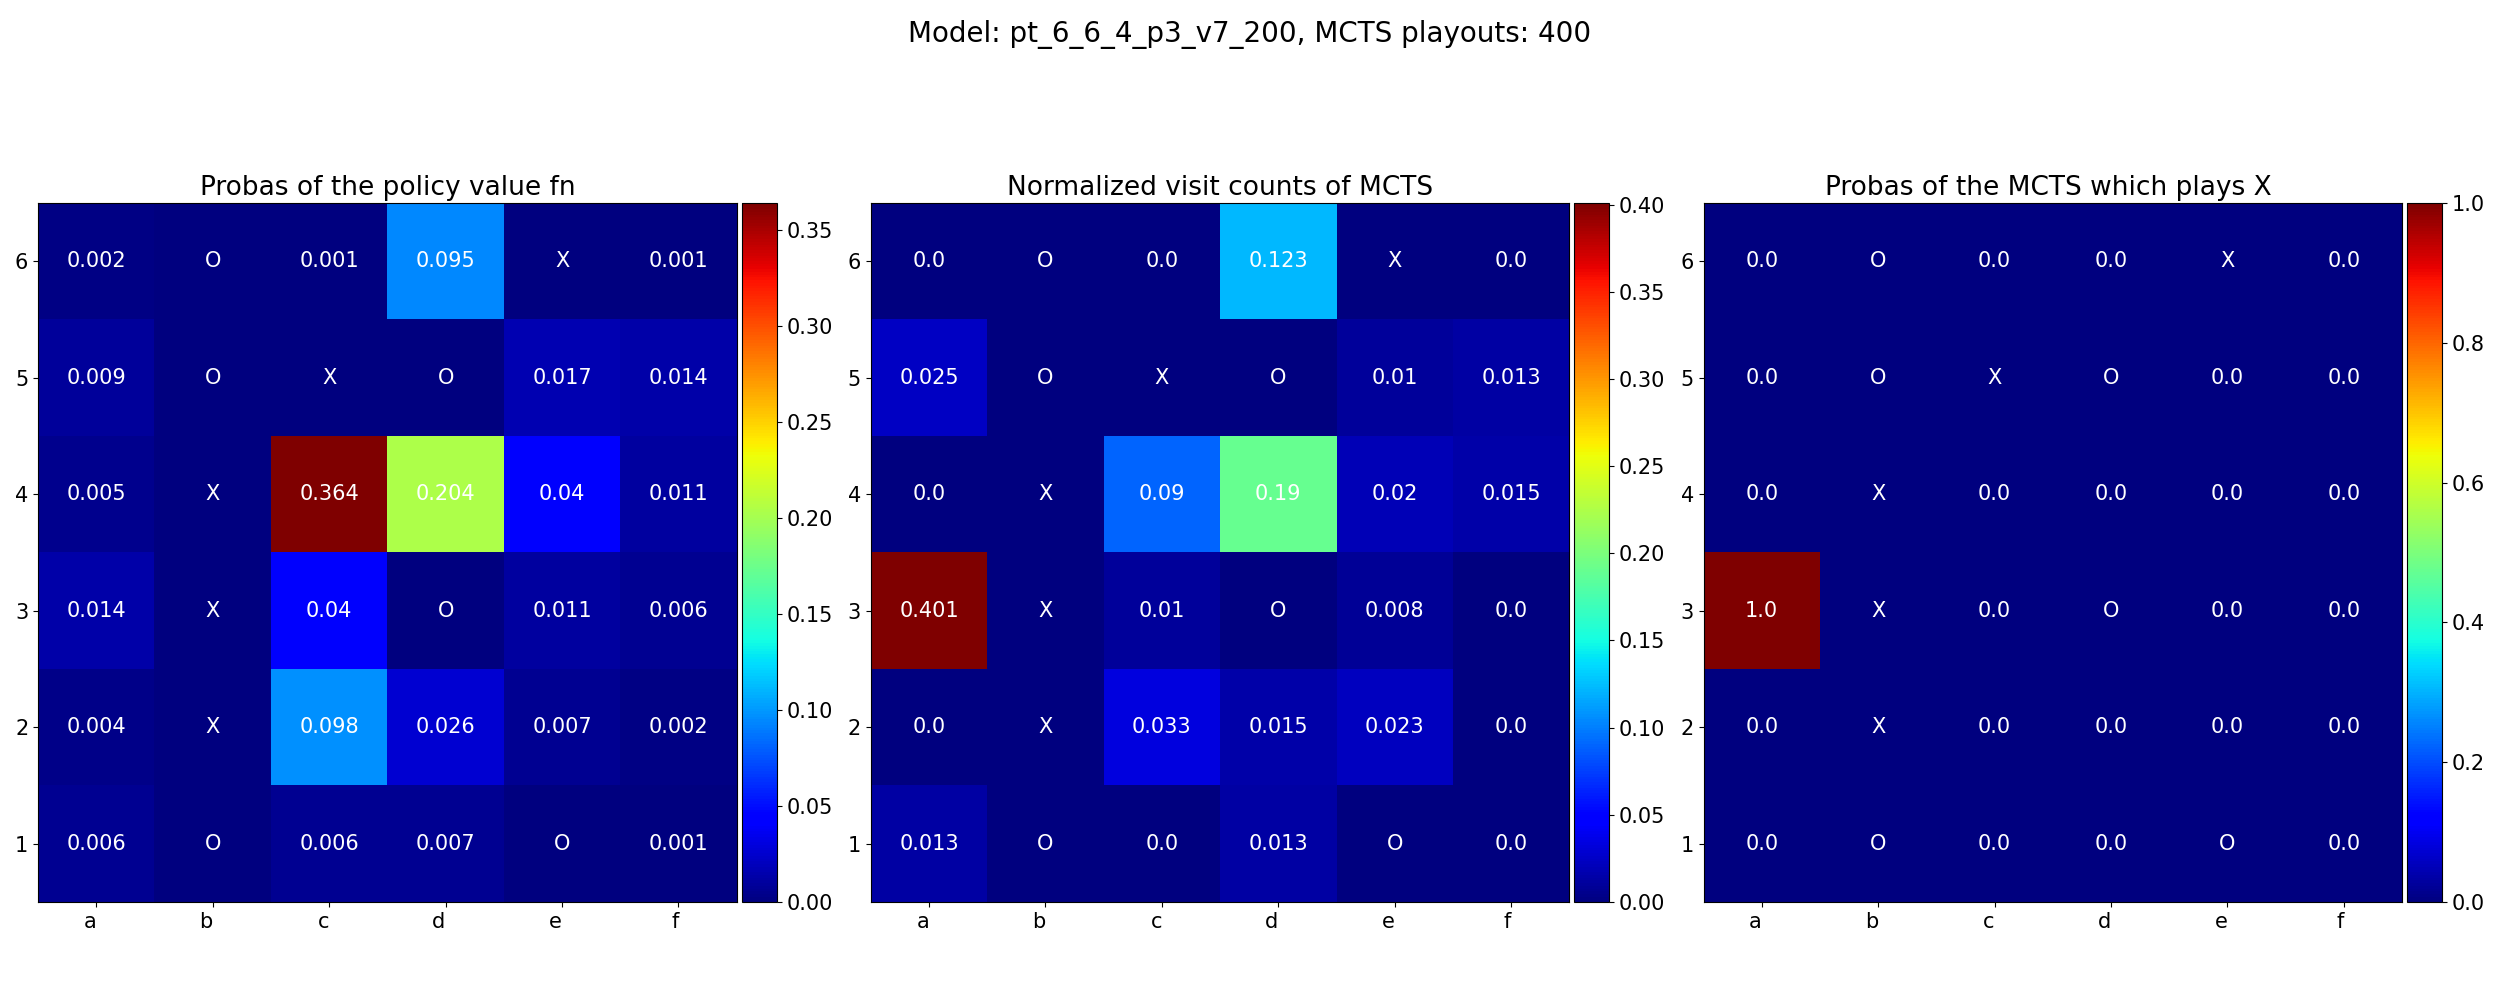 Model: pt_6_6_4_p3_v7_200, MCTS playouts: 400
Probas of the policy value fn
6 0.002 O 0.001 0.095 X 0.001
5 0.009 O X O 0.017 0.014
4 0.005 X 0.364 0.204 0.04 0.011
3 0.014 X 0.04 O 0.011 0.006
2 0.004 X 0.098 0.026 0.007 0.002
1 0.006 O 0.006 0.007 O 0.001
a b c d e f
0.35
0.30
0.25
0.20
0.15
0.10
0.05
0.00
Normalized visit counts of MCTS
6 0.0 O 0.0 0.123 X 0.0
5 0.025 O X O 0.01 0.013
4 0.0 X 0.09 0.19 0.02 0.015
3 0.401 X 0.01 O 0.008 0.0
2 0.0 X 0.033 0.015 0.023 0.0
1 0.013 O 0.0 0.013 O 0.0
a b c d e f
0.40
0.35
0.30
0.25
0.20
0.15
0.10
0.05
0.00
Probas of the MCTS which plays X
6 0.0 O 0.0 0.0 X 0.0
5 0.0 O X O 0.0 0.0
4 0.0 X 0.0 0.0 0.0 0.0
3 1.0 X 0.0 O 0.0 0.0
2 0.0 X 0.0 0.0 0.0 0.0
1 0.0 O 0.0 0.0 O 0.0
a b c d e f
1.0
0.8
0.6
0.4
0.2
0.0